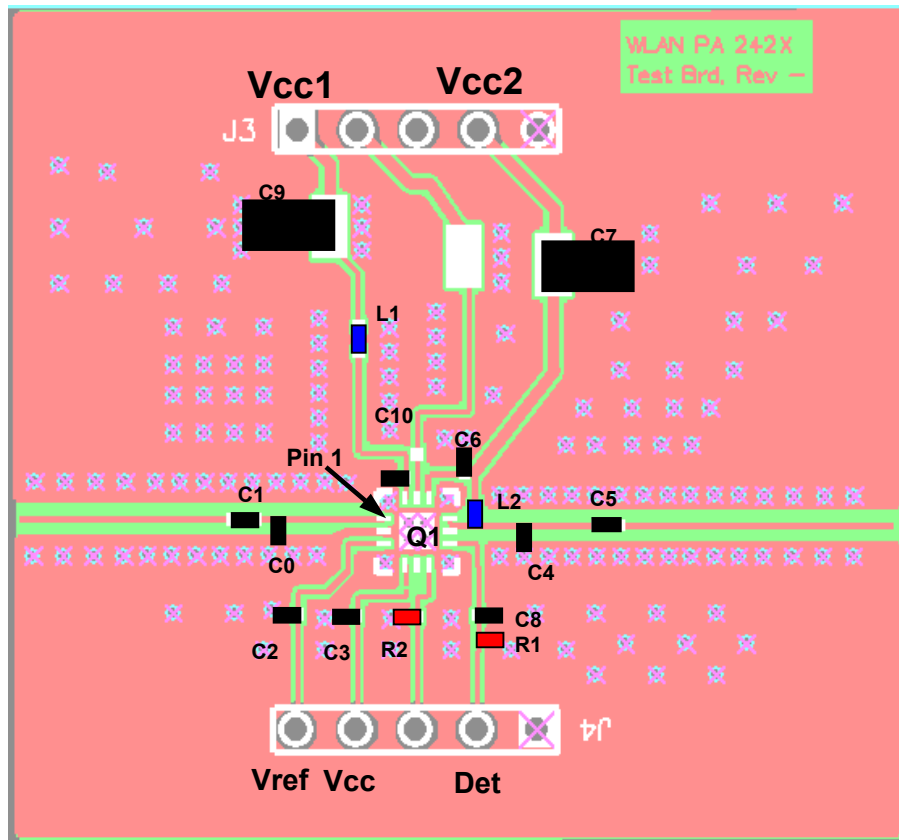 WLAN PA 242X
Test Brd, Rev -
Vcc1
Vcc2
J3
C9
C7
L1
C10
C6
Pin 1
C1
L2
C5
Q1
C0
C4
C2
C3
R2
C8
R1
J4
Vref
Vcc
Det